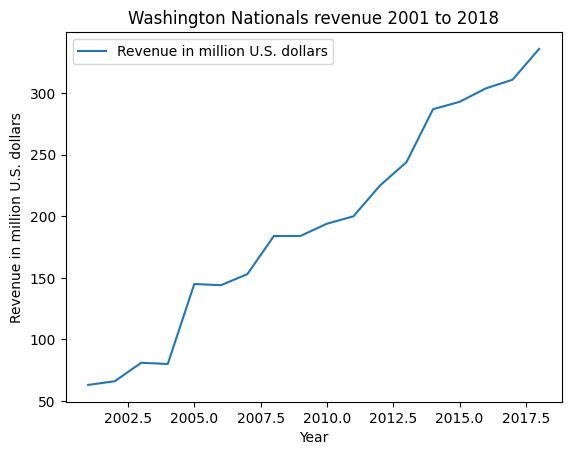 Washington Nationals revenue 2001 to 2018
Revenue in million U.S. dollars
Revenue in million U.S. dollars
300
250
200
150
100
50
2002.5 2005.0 2007.5 2010.0 2012.5 2015.0 2017.5
Year